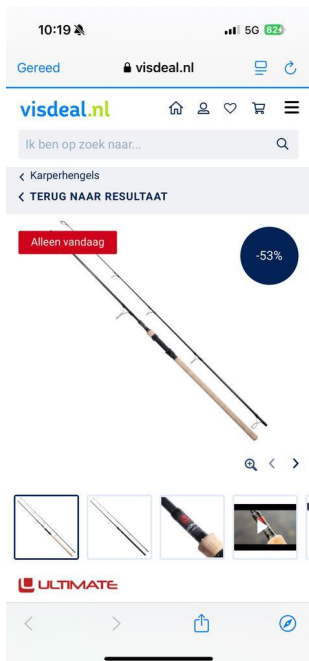 10:19
5G 82
Gereed
visdeal.nl
visdeal.nl
Ik ben op zoek naar...
Karperhengels
TERUG NAAR RESULTAAT
Alleen vandaag
-53%
ULTIMATE